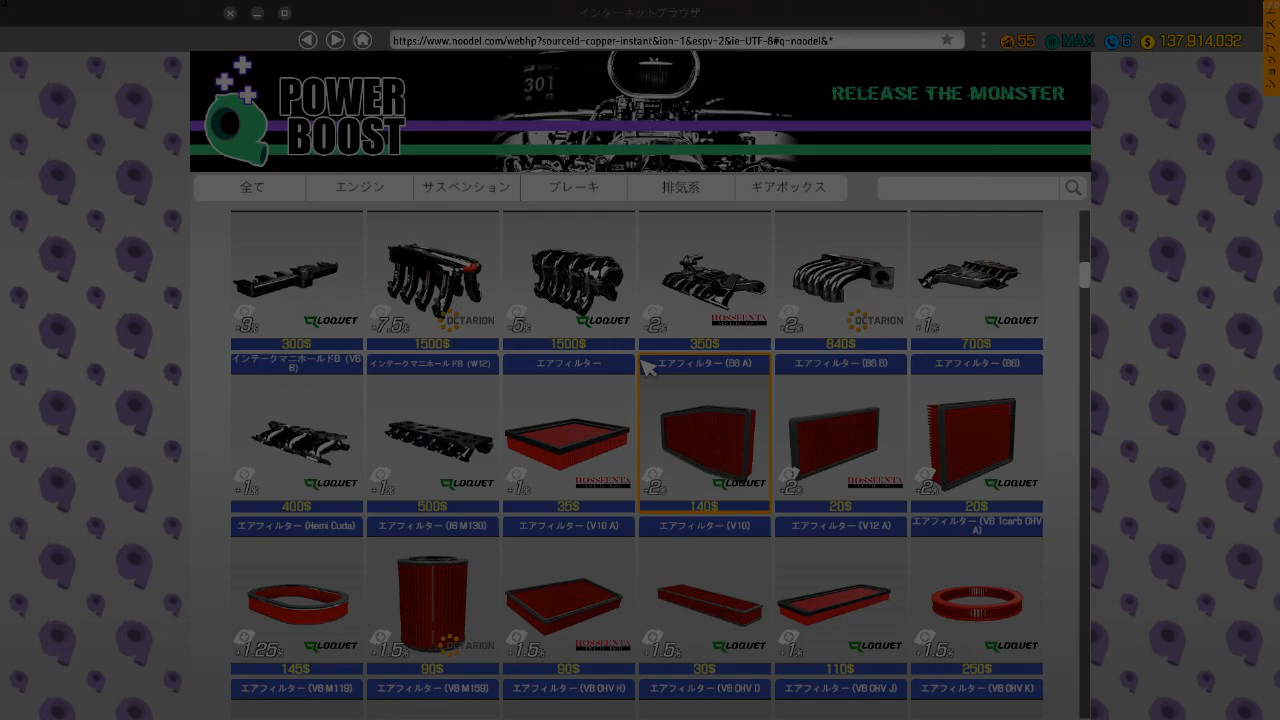 インターネットブラウザ
https://www.noodel.com/webhp?sourceid-copper-instant&ion-1&espv-2&ie-UTF-8#q-noodel&*
55
MAX
6
137,914,032
ショップリスト
POWER BOOST
301
RELEASE THE MONSTER
全て
エンジン
サスペンション
ブレーキ
排気系
ギアボックス
+3% LOQUET
+7.5% OCTARION
+5% LOQUET
+2% ROSSFENTA
+2% OCTARION
+1% LOQUET
300$
1500$
1500$
350$
840$
700$
インテークマニホールドB (V6 B)
インテークマニホールドB (W12)
エアフィルター
エアフィルター (B6 A)
エアフィルター (B6 B)
エアフィルター (B6)
+1% LOQUET
+1% LOQUET
+1% ROSSFENTA
+2% LOQUET
+2% ROSSFENTA
+2% LOQUET
400$
500$
35$
140$
20$
20$
エアフィルター (Hemi Cuda)
エアフィルター (I6 M130)
エアフィルター (V10 A)
エアフィルター (V10)
エアフィルター (V12 A)
エアフィルター (V8 1carb OHV A)
+1.25% LOQUET
+1.5% OCTARION
+1.5% ROSSFENTA
+1.5% LOQUET
+1% LOQUET
+1.5% LOQUET
145$
90$
90$
30$
110$
250$
エアフィルター (V8 M119)
エアフィルター (V8 M159)
エアフィルター (V8 OHV H)
エアフィルター (V8 OHV I)
エアフィルター (V8 OHV J)
エアフィルター (V8 OHV K)